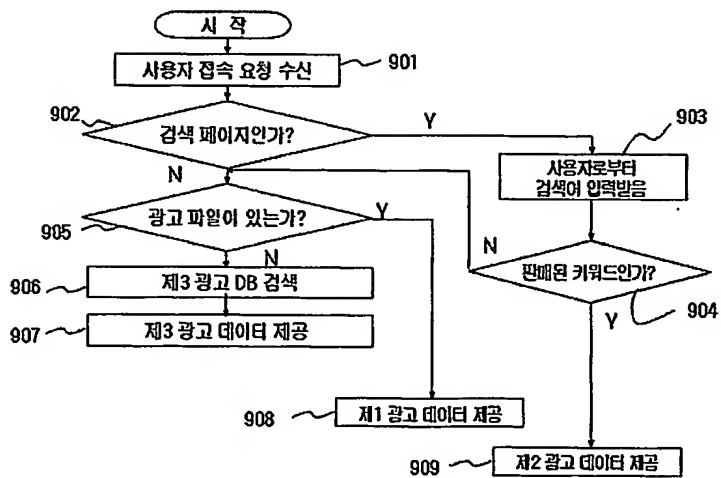 시 작
사용자 접속 요청 수신
901
902
검색 페이지인가?
Y
903
사용자로부터
검색어 입력받음
N
905
광고 파일이 있는가?
Y
N
판매된 키워드인가?
904
N
906
제3 광고 DB 검색
Y
907
제3 광고 데이터 제공
908
제1 광고 데이터 제공
909
제2 광고 데이터 제공